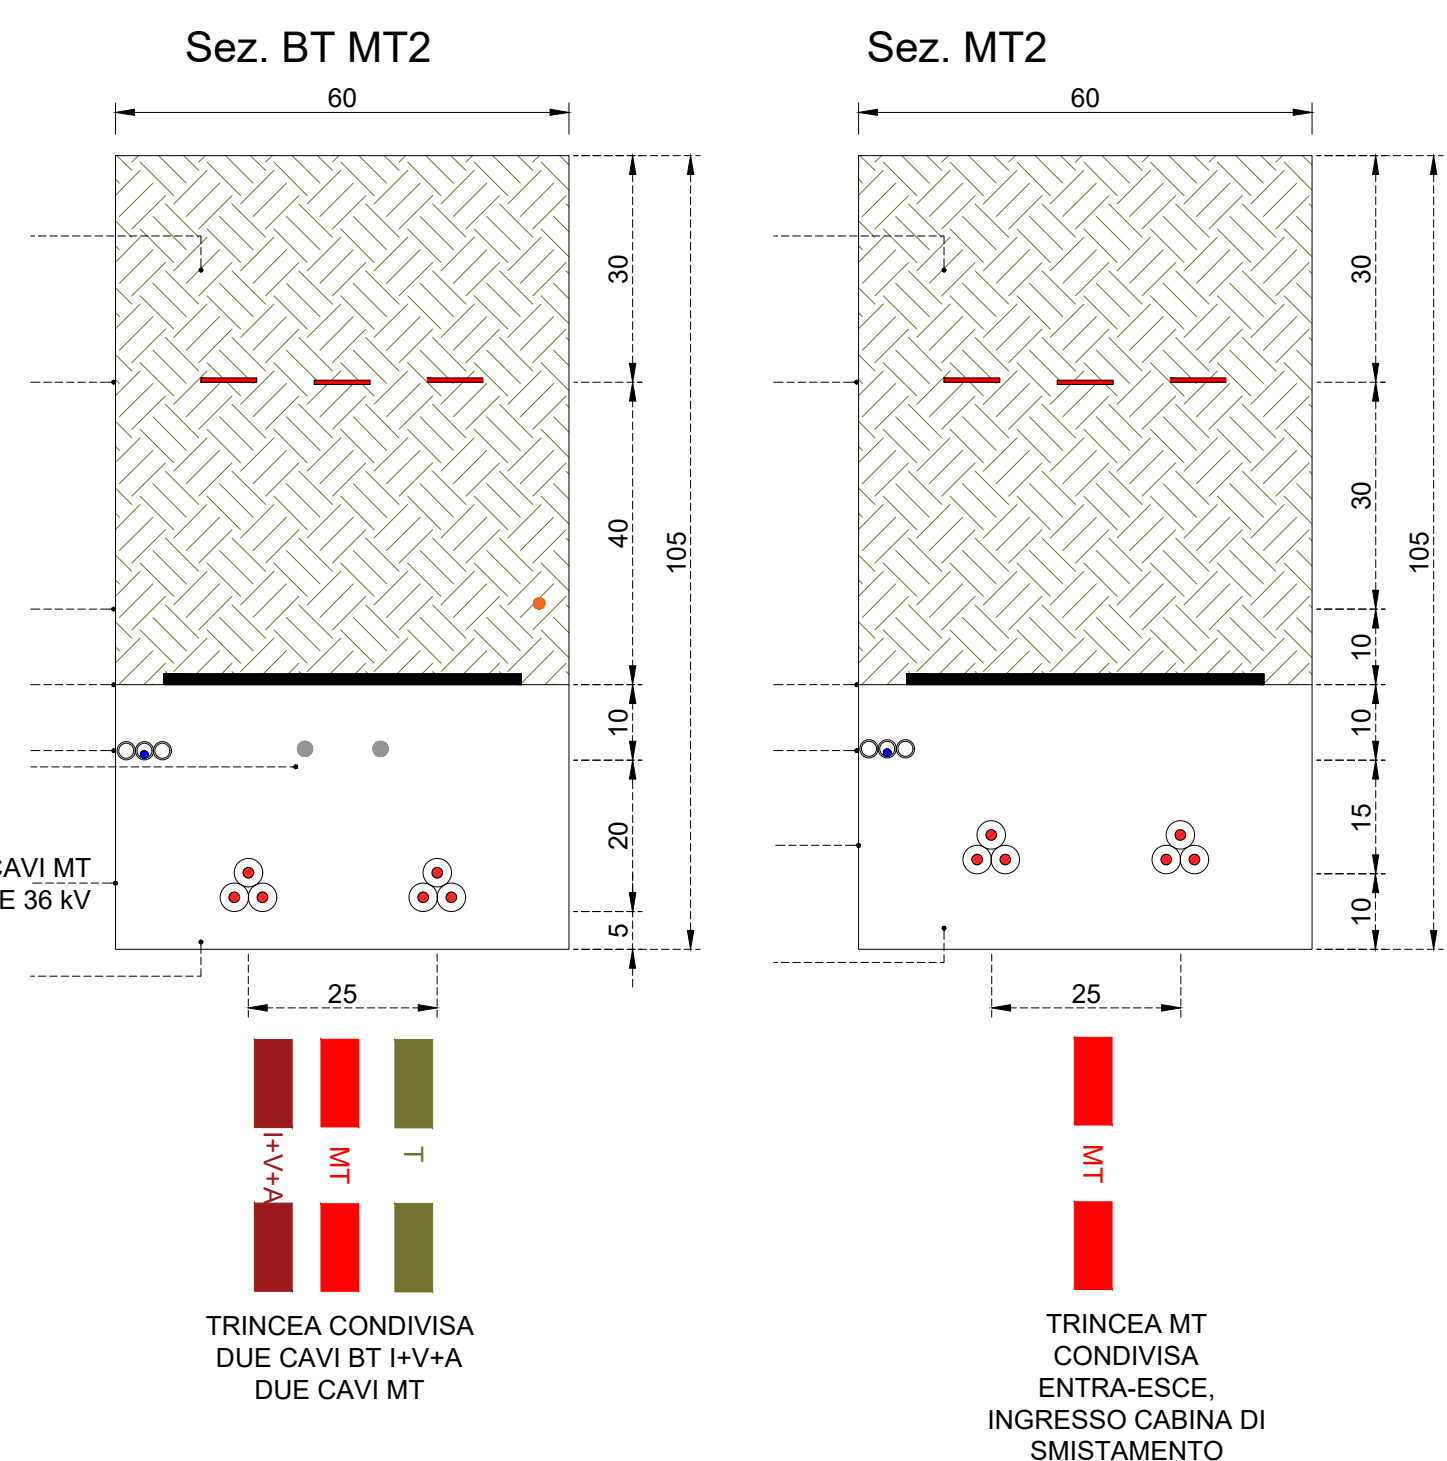 Sez. BT MT2
60
30
40
105
10
20
5
CAVI MT
E 36 kV
25
I+V+A
MT
T
TRINCEA CONDIVISA
DUE CAVI BT I+V+A
DUE CAVI MT
Sez. MT2
60
30
30
105
10
10
15
10
25
MT
TRINCEA MT
CONDIVISA
ENTRA-ESCE,
INGRESSO CABINA DI
SMISTAMENTO